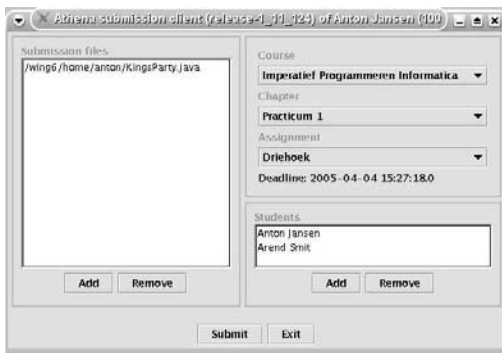 Athena submission client (release-1_11_124) of Anton Jansen (100)
Submission files
/wing6/home/anton/KingsParty.java
Add
Remove
Course
Imperatief Programmeren Informatica
Chapter
Practicum 1
Assignment
Driehoek
Deadline: 2005-04-04 15:27:18.0
Students
Anton Jansen
Arend Smit
Add
Remove
Submit
Exit